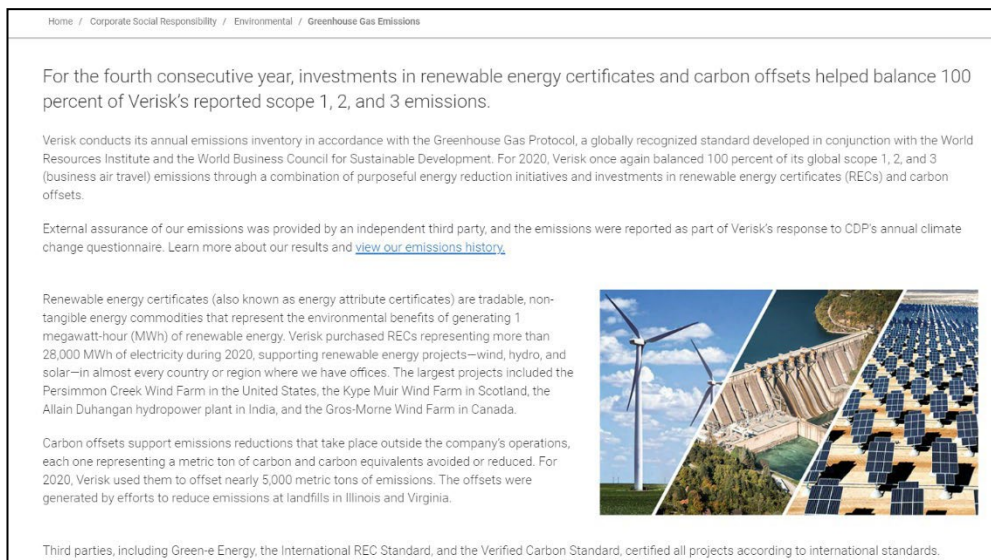 Home / Corporate Social Responsibility / Environmental / Greenhouse Gas Emissions
For the fourth consecutive year, investments in renewable energy certificates and carbon offsets helped balance 100
percent of Verisk's reported scope 1, 2, and 3 emissions.
Verisk conducts its annual emissions inventory in accordance with the Greenhouse Gas Protocol, a globally recognized standard developed in conjunction with the World
Resources Institute and the World Business Council for Sustainable Development. For 2020, Verisk once again balanced 100 percent of its global scope 1, 2, and 3
(business air travel) emissions through a combination of purposeful energy reduction initiatives and investments in renewable energy certificates (RECs) and carbon
offsets.
External assurance of our emissions was provided by an independent third party, and the emissions were reported as part of Verisk's response to CDP's annual climate
change questionnaire. Learn more about our results and view our emissions history.
Renewable energy certificates (also known as energy attribute certificates) are tradable, non-
tangible energy commodities that represent the environmental benefits of generating 1
megawatt-hour (MWh) of renewable energy. Verisk purchased RECs representing more than
28,000 MWh of electricity during 2020, supporting renewable energy projects—wind, hydro, and
solar—in almost every country or region where we have offices. The largest projects included the
Persimmon Creek Wind Farm in the United States, the Kype Muir Wind Farm in Scotland, the
Allain Duhangan hydropower plant in India, and the Gros-Morne Wind Farm in Canada.
Carbon offsets support emissions reductions that take place outside the company's operations,
each one representing a metric ton of carbon and carbon equivalents avoided or reduced. For
2020, Verisk used them to offset nearly 5,000 metric tons of emissions. The offsets were
generated by efforts to reduce emissions at landfills in Illinois and Virginia.
Third parties, including Green-e Energy, the International REC Standard, and the Verified Carbon Standard, certified all projects according to international standards.